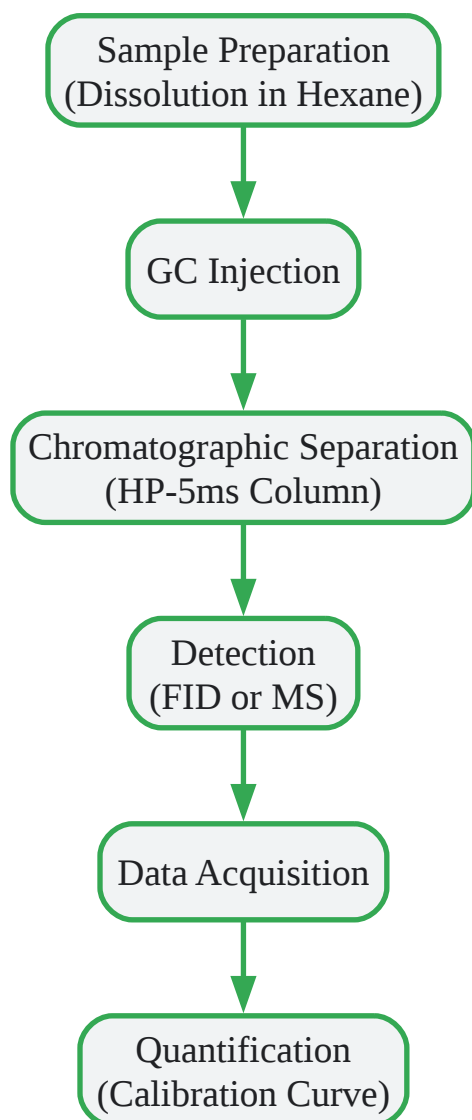 Sample Preparation
(Dissolution in Hexane)
GC Injection
Chromatographic Separation
(HP-5ms Column)
Detection
(FID or MS)
Data Acquisition
Quantification
(Calibration Curve)